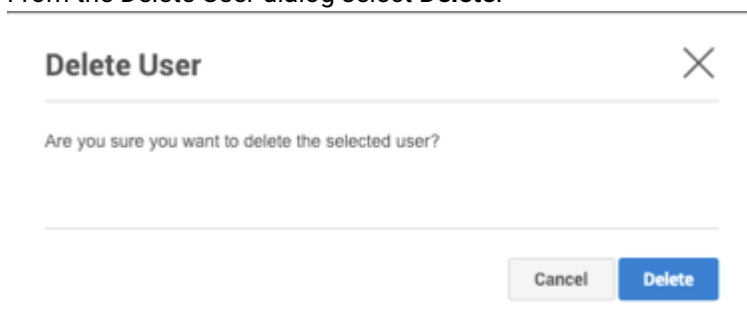 From the Delete User dialog select Delete.
Delete User
Are you sure you want to delete the selected user?
Cancel Delete